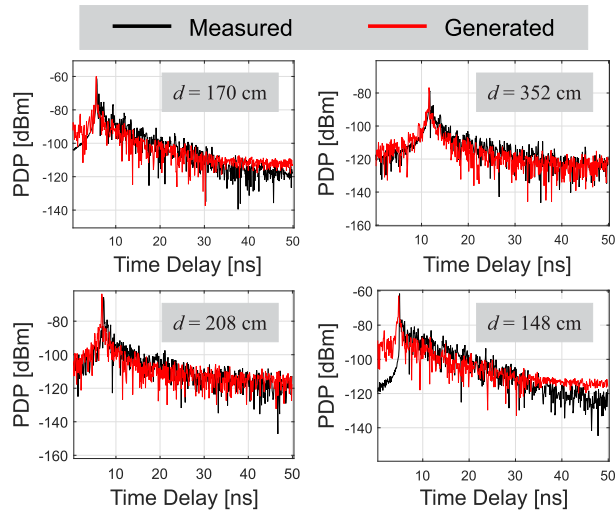 Measured Generated
-60
-80
-100
-120
-140
PDP [dBm]
d = 170 cm
10 20 30 40 50
Time Delay [ns]
-60
-80
-100
-120
-140
-160
PDP [dBm]
d = 352 cm
10 20 30 40 50
Time Delay [ns]
-80
-100
-120
-140
-160
PDP [dBm]
d = 208 cm
10 20 30 40 50
Time Delay [ns]
-60
-80
-100
-120
-140
PDP [dBm]
d = 148 cm
10 20 30 40 50
Time Delay [ns]